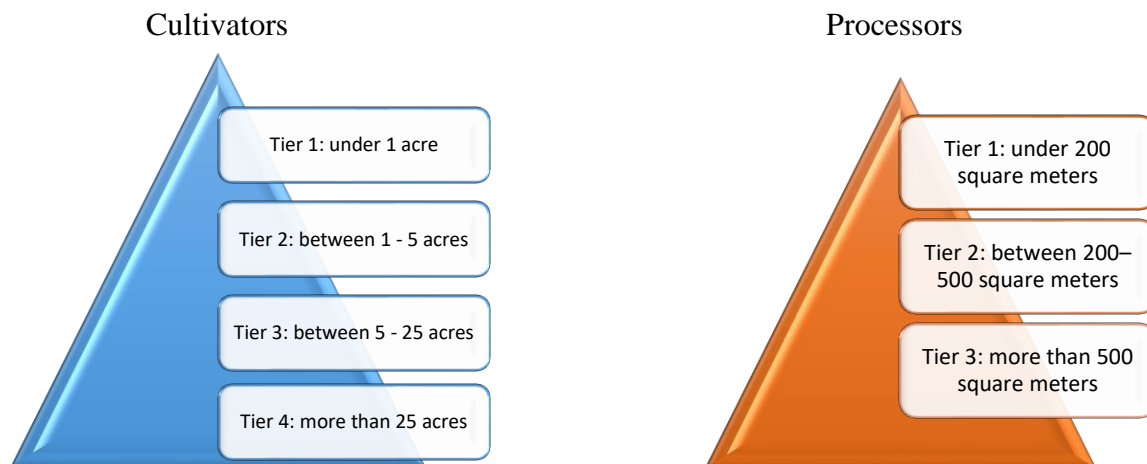 Cultivators
Tier 1: under 1 acre
Tier 2: between 1 - 5 acres
Tier 3: between 5 - 25 acres
Tier 4: more than 25 acres
Processors
Tier 1: under 200
square meters
Tier 2: between 200–
500 square meters
Tier 3: more than 500
square meters